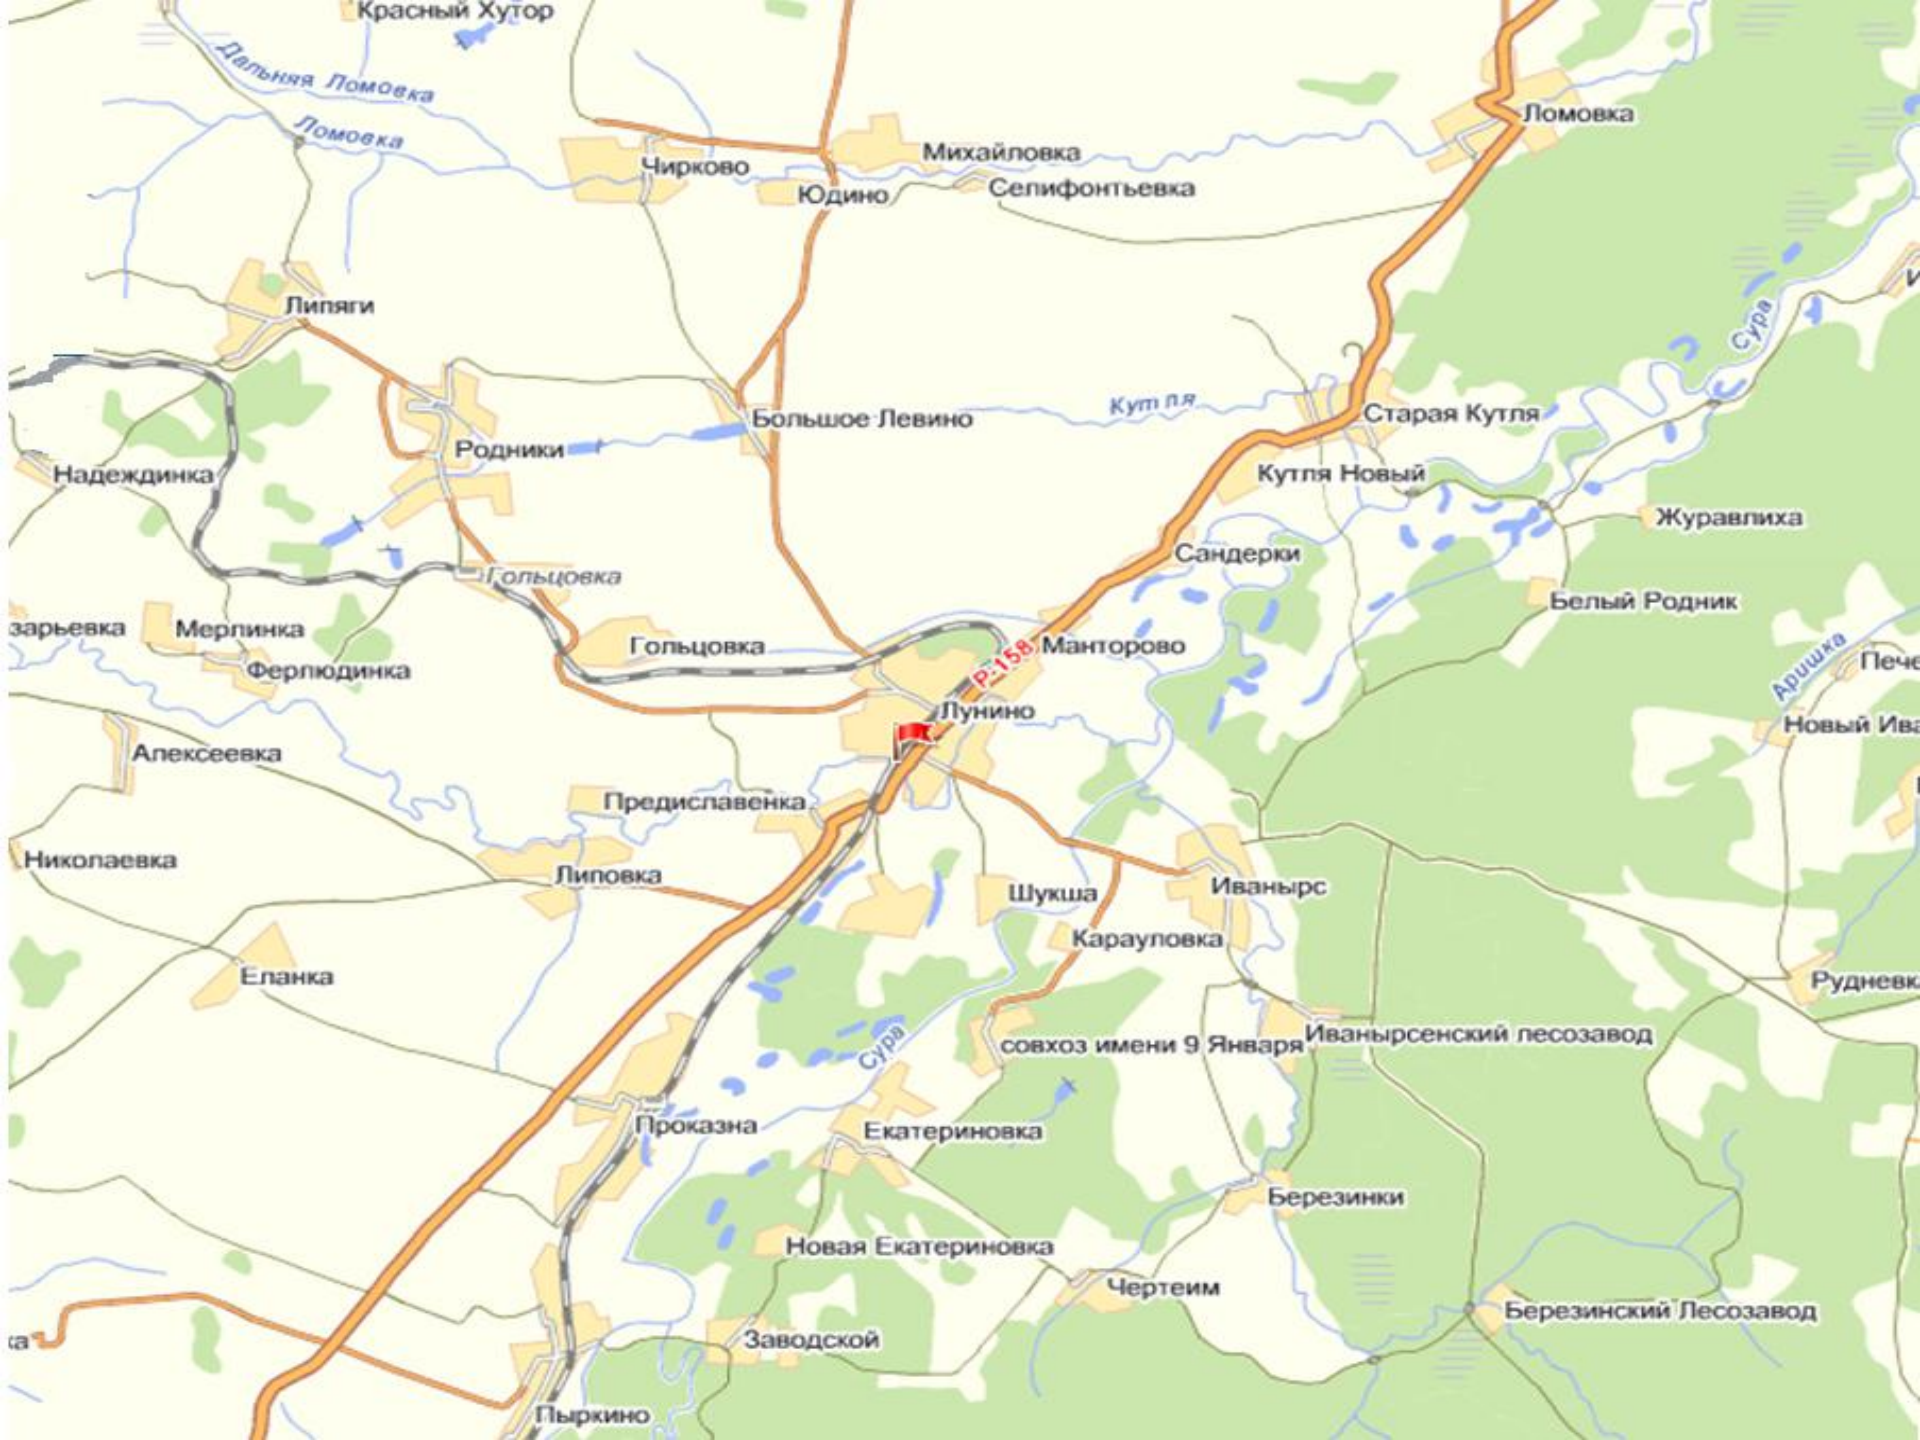 Красный Хутор
Дальняя Ломовка
Ломовка
Ломовка
Чирково
Михайловка
Юдино
Селифонтьевка
Липяги
Сура
Кутля
Большое Левино
Старая Кутля
Родники
Надеждинка
Кутля Новый
Журавлиха
Сандерки
Гольцовка
Белый Родник
зарьевка
Мерлинка
Гольцовка
Манторово
Р-158
Ферлюдинка
Аришка
Пече
Лунино
Новый Ива
Алексеевка
Предиславенка
Николаевка
Липовка
Шукша
Иванырс
Карауловка
Еланка
Рудневк
Сура
совхоз имени 9 Января
Иванырсенский лесозавод
Проказна
Екатериновка
Березинки
Новая Екатериновка
Чертеим
Березинский Лесозавод
ка
Заводской
Пыркино